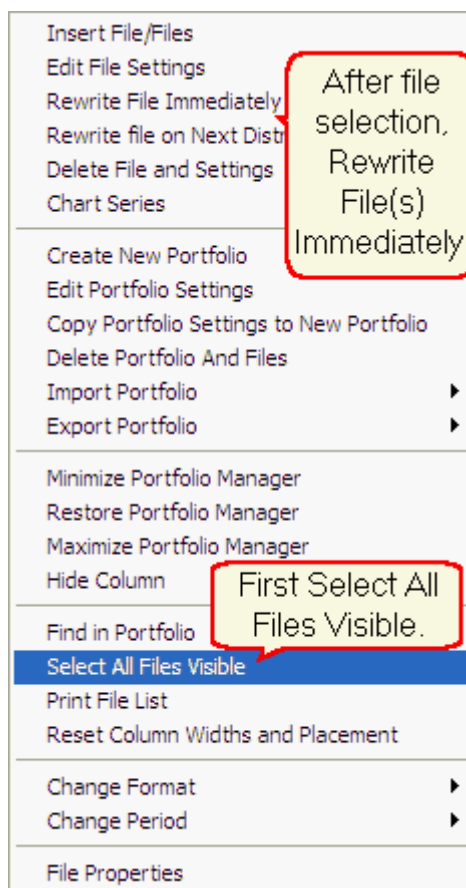 Insert File/Files
Edit File Settings
Rewrite File Immediately
Rewrite file on Next Distr
Delete File and Settings
Chart Series
After file
selection,
Rewrite
File(s)
Immediately
Create New Portfolio
Edit Portfolio Settings
Copy Portfolio Settings to New Portfolio
Delete Portfolio And Files
Import Portfolio
Export Portfolio
Minimize Portfolio Manager
Restore Portfolio Manager
Maximize Portfolio Manager
Hide Column
First Select All
Files Visible.
Find in Portfolio
Select All Files Visible
Print File List
Reset Column Widths and Placement
Change Format
Change Period
File Properties